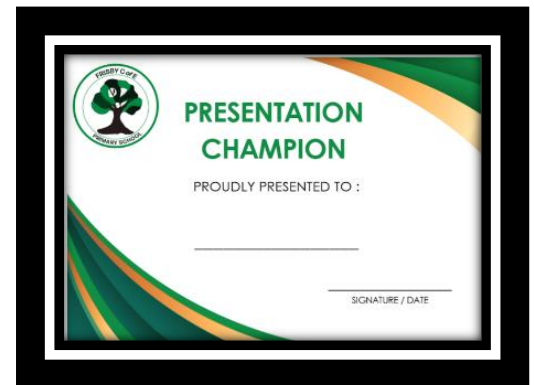 FRISBY C of E
PRIMARY SCHOOL
PRESENTATION
CHAMPION
PROUDLY PRESENTED TO :
SIGNATURE / DATE